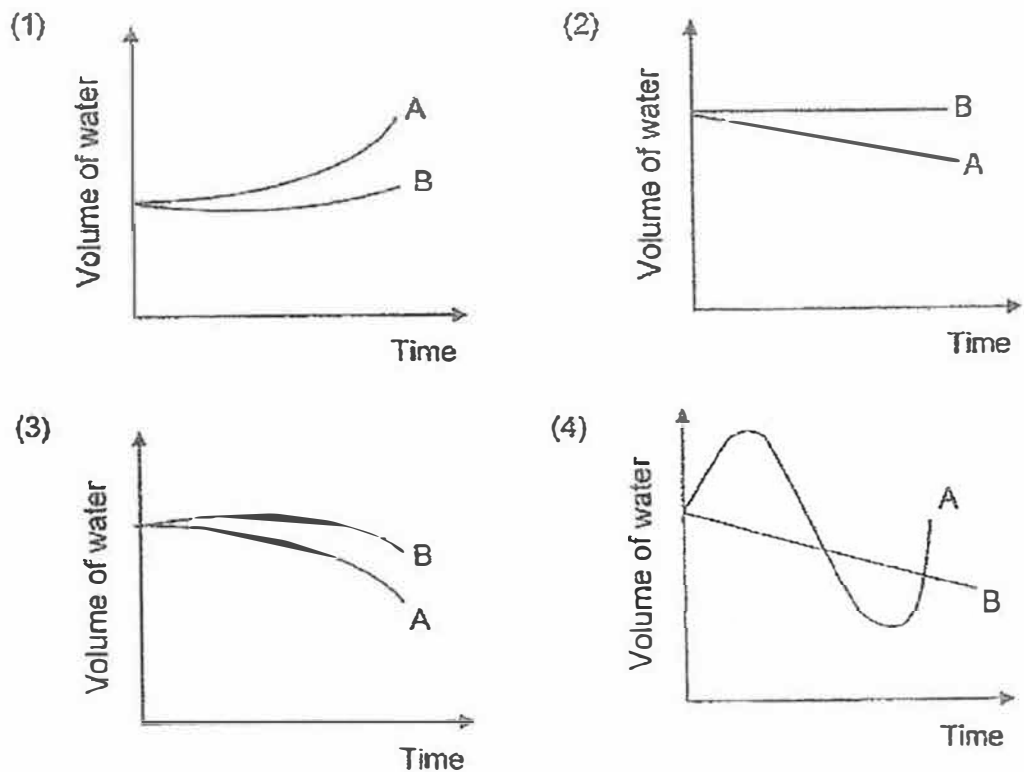 (1)
Volume of water
A
B
Time
(2)
Volume of water
B
A
Time
(3)
Volume of water
B
A
Time
(4)
Volume of water
A
B
Time